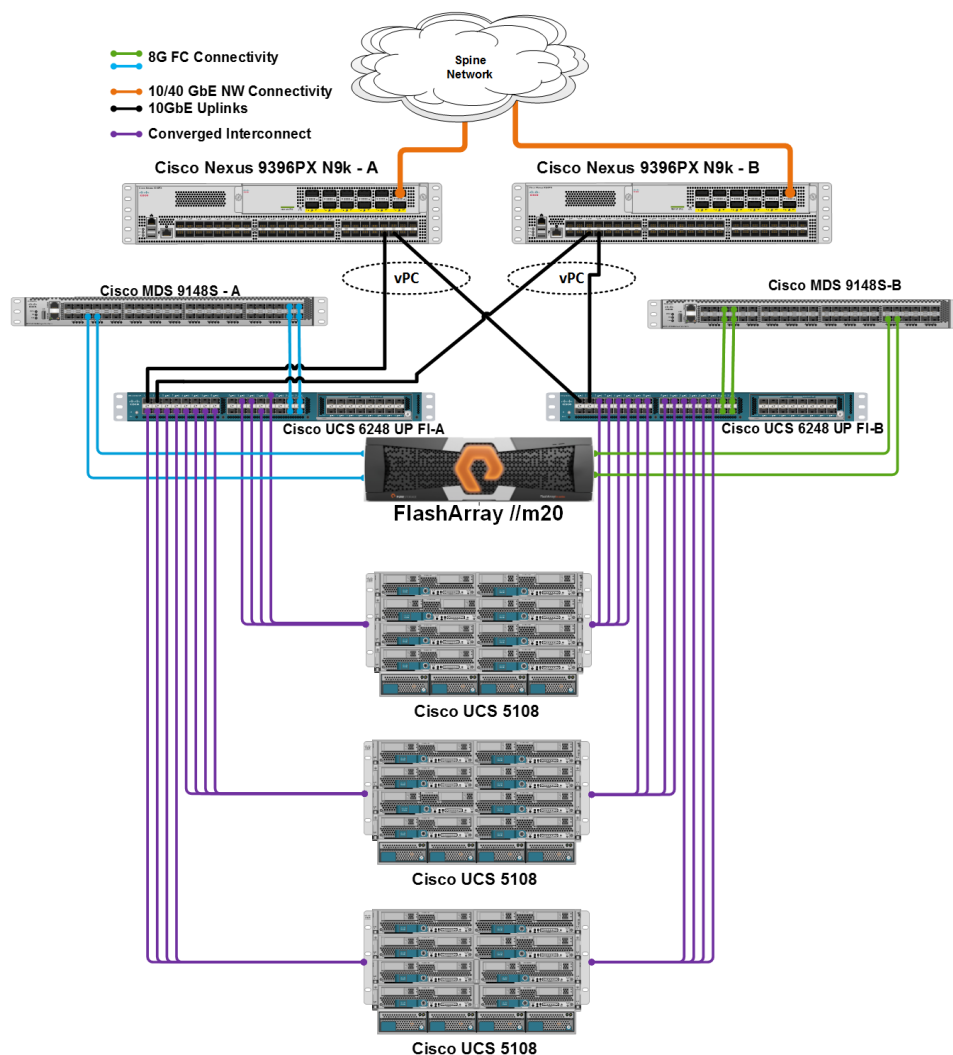 8G FC Connectivity
10/40 GbE NW Connectivity
10GbE Uplinks
Converged Interconnect
Spine
Network
Cisco Nexus 9396PX N9k - A
Cisco Nexus 9396PX N9k - B
vPC
vPC
Cisco MDS 9148S - A
Cisco MDS 9148S-B
Cisco UCS 6248 UP FI-A
Cisco UCS 6248 UP FI-B
FlashArray //m20
Cisco UCS 5108
Cisco UCS 5108
Cisco UCS 5108